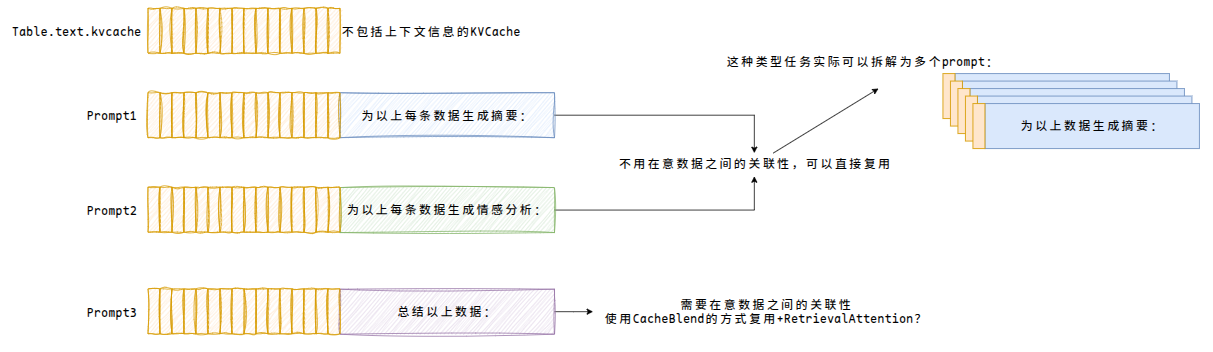 Table.text.kvcache
不包括上下文信息的KVCache
这种类型任务实际可以拆解为多个prompt：
Prompt1
为以上每条数据生成摘要：
为以上数据生成摘要：
不用在意数据之间的关联性，可以直接复用
Prompt2
为以上每条数据生成情感分析：
Prompt3
总结以上数据：
需要在意数据之间的关联性
使用CacheBlend的方式复用+RetrievalAttention？